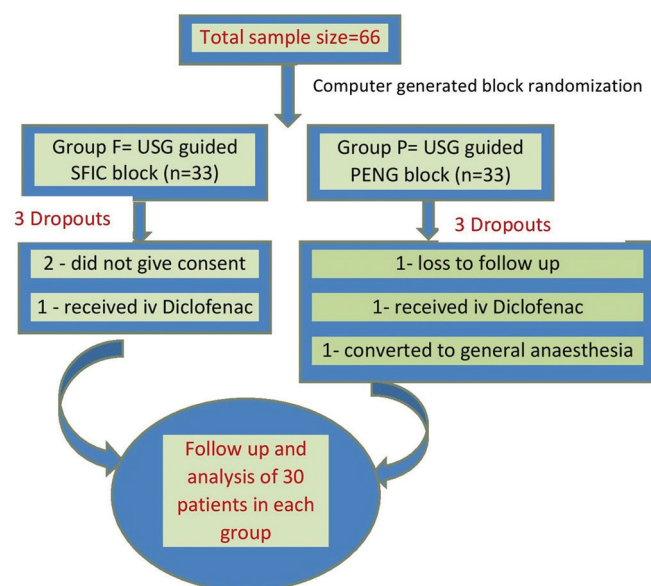 Total sample size=66
Computer generated block randomization
Group F= USG guided
SFIC block (n=33)
Group P= USG guided
PENG block (n=33)
3 Dropouts
3 Dropouts
2 - did not give consent
1 - received iv Diclofenac
1- loss to follow up
1- received iv Diclofenac
1- converted to general anaesthesia
Follow up and
analysis of 30
patients in each
group